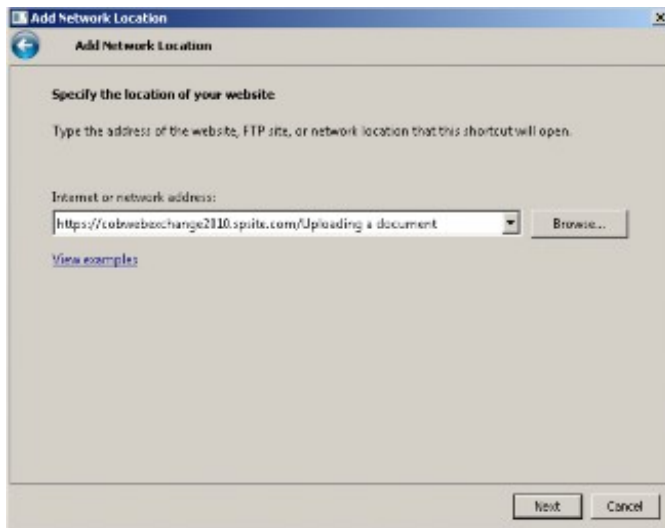 Add Network Location
Add Network Location
Specify the location of your website
Type the address of the website, FTP site, or network location that this shortcut will open.
Internet or network address:
https://cobwebexchange2010.spsite.com/Uploading a document
Browse...
View examples
Next
Cancel